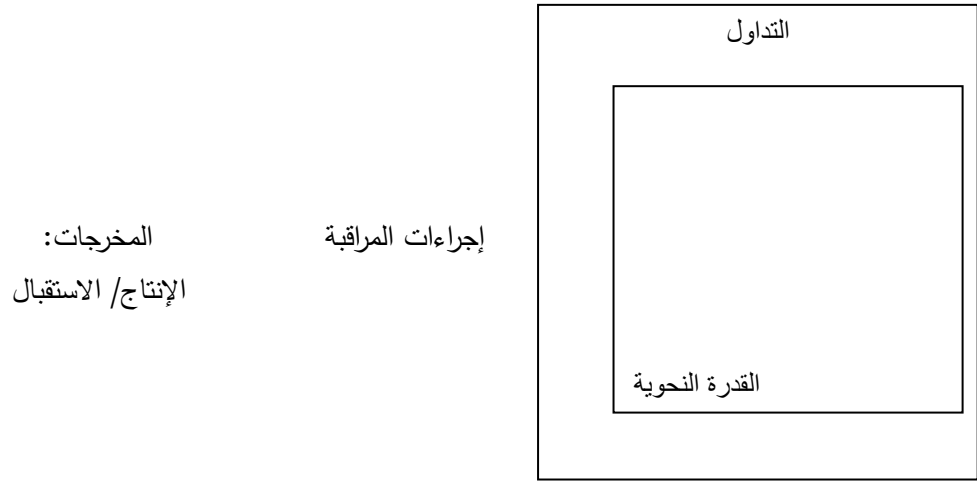 التداول
إجراءات المراقبة
المخرجات:
الإنتاج/ الاستقبال
القدرة النحوية